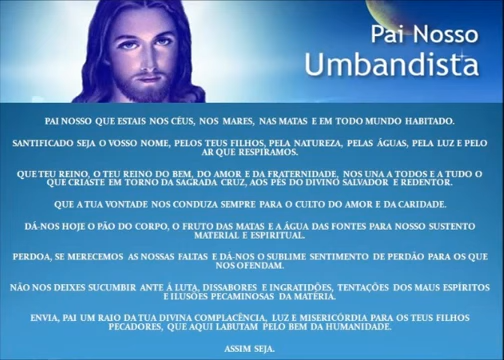 Pai Nosso
Umbandista
PAI NOSSO QUE ESTAIS NOS CÉUS, NOS MARES, NAS MATAS E EM TODO MUNDO HABITADO.
SANTIFICADO SEJA O VOSSO NOME, PELOS TEUS FILHOS, PELA NATUREZA, PELAS ÁGUAS, PELA LUZ E PELO
AR QUE RESPIRAMOS.
QUE TEU REINO, O TEU REINO DO BEM, DO AMOR E DA FRATERNIDADE, NOS UNA A TODOS E A TUDO O
QUE CRIASTE EM TORNO DA SAGRADA CRUZ, AOS PÉS DO DIVINO SALVADOR E REDENTOR.
QUE A TUA VONTADE NOS CONDUZA SEMPRE PARA O CULTO DO AMOR E DA CARIDADE.
DÁ-NOS HOJE O PÃO DO CORPO, O FRUTO DAS MATAS E A ÁGUA DAS FONTES PARA NOSSO SUSTENTO
MATERIAL E ESPIRITUAL.
PERDOA, SE MERECEMOS AS NOSSAS FALTAS E DÁ-NOS O SUBLIME SENTIMENTO DE PERDÃO PARA OS QUE
NOS OFENDAM.
NÃO NOS DEIXES SUCUMBIR ANTE Á LUTA, DISSABORES E INGRATIDÕES, TENTAÇÕES DOS MAUS ESPÍRITOS
E ILUSÕES PECAMINOSAS DA MATÉRIA.
ENVIA, PAI UM RAIO DA TUA DIVINA COMPLACÊNCIA, LUZ E MISERICÓRDIA PARA OS TEUS FILHOS
PECADORES, QUE AQUI LABUTAM PELO BEM DA HUMANIDADE.
ASSIM SEJA.